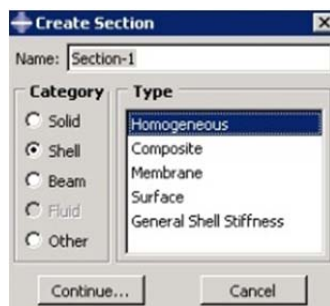 Create Section
Name: Section-1
Category
Solid
Shell
Beam
Fluid
Other
Type
Homogeneous
Composite
Membrane
Surface
General Shell Stiffness
Continue... Cancel